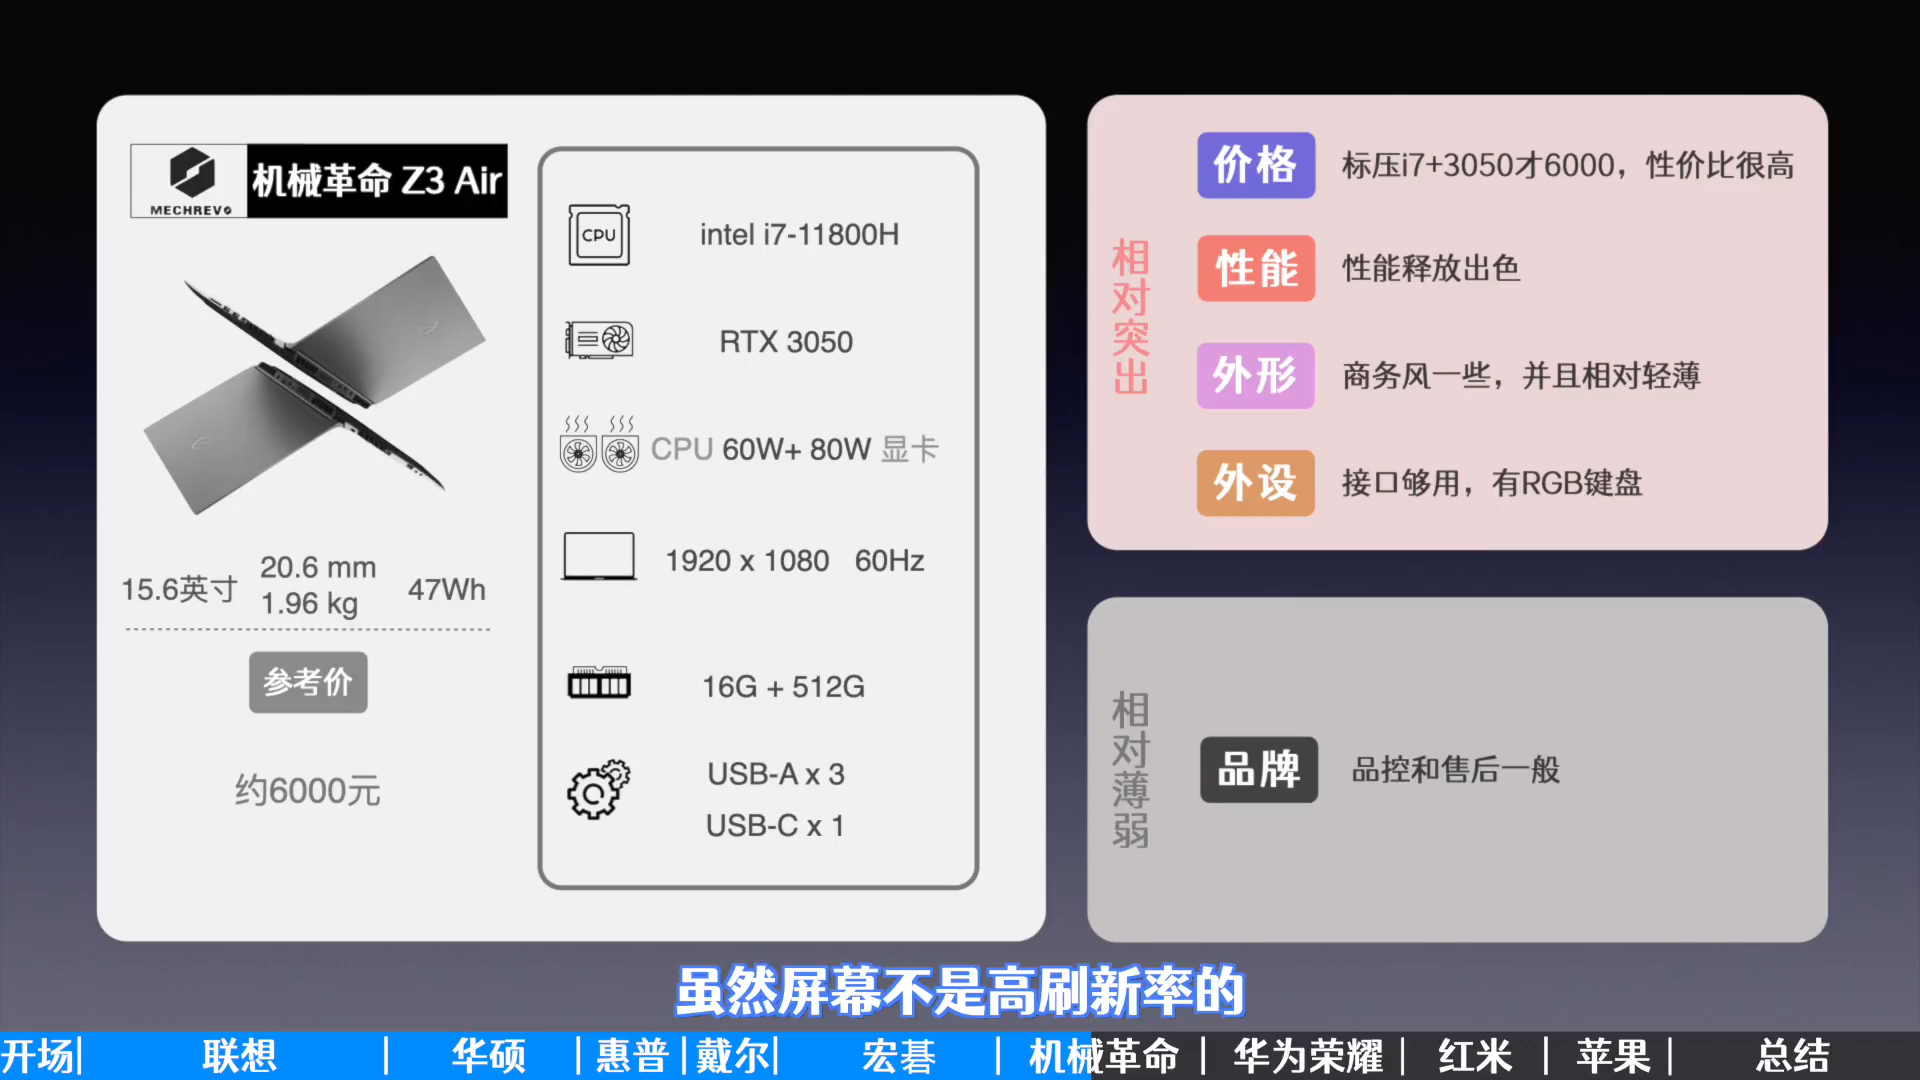 MECHREVO
机械革命 Z3 Air
15.6英寸
20.6 mm
1.96 kg
47Wh
参考价
约6000元
CPU
intel i7-11800H
RTX 3050
CPU 60W+ 80W 显卡
1920 x 1080 60Hz
16G + 512G
USB-A x 3
USB-C x 1
相对突出
价格 标压i7+3050才6000，性价比很高
性能 性能释放出色
外形 商务风一些，并且相对轻薄
外设 接口够用，有RGB键盘
相对薄弱
品牌 品控和售后一般
虽然屏幕不是高刷新率的
开场| 联想 | 华硕 | 惠普 | 戴尔| 宏碁 | 机械革命 | 华为荣耀 | 红米 | 苹果 | 总结